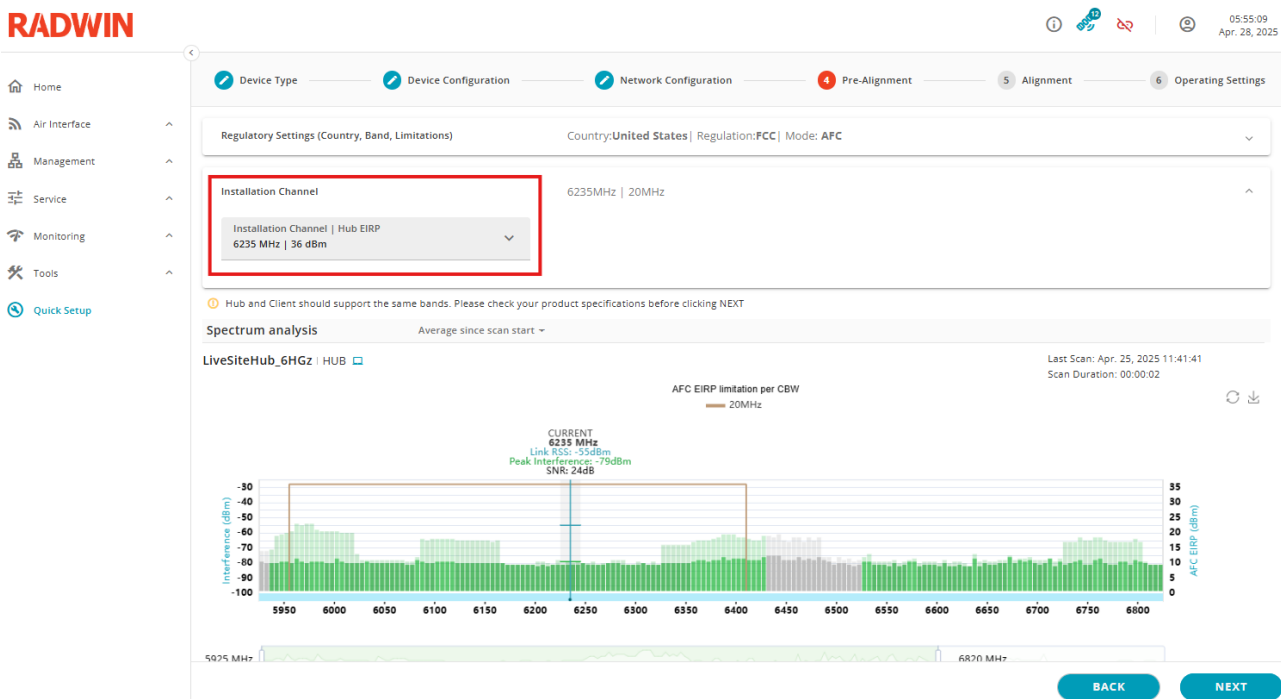 RADWIN
12
05:55:09
Apr. 28, 2025
Device Type
Device Configuration
Network Configuration
4 Pre-Alignment
5 Alignment
6 Operating Settings
Home
Air Interface
Management
Service
Monitoring
Tools
Quick Setup
Regulatory Settings (Country, Band, Limitations)
Country:United States| Regulation:FCC| Mode: AFC
Installation Channel
6235MHz | 20MHz
Installation Channel | Hub EIRP
6235 MHz | 36 dBm
Hub and Client should support the same bands. Please check your product specifications before clicking NEXT
Spectrum analysis
Average since scan start
LiveSiteHub_6HGz | HUB
Last Scan: Apr. 25, 2025 11:41:41
Scan Duration: 00:00:02
AFC EIRP limitation per CBW
20MHz
CURRENT
6235 MHz
Link RSS: -55dBm
Peak Interference: -79dBm
SNR: 24dB
Interference (dBm)
-30
-40
-50
-60
-70
-80
-90
-100
35
30
25
20
15
10
5
0
AFC EIRP (dBm)
5950 6000 6050 6100 6150 6200 6250 6300 6350 6400 6450 6500 6550 6600 6650 6700 6750 6800
5925 MHz
6820 MHz
BACK
NEXT